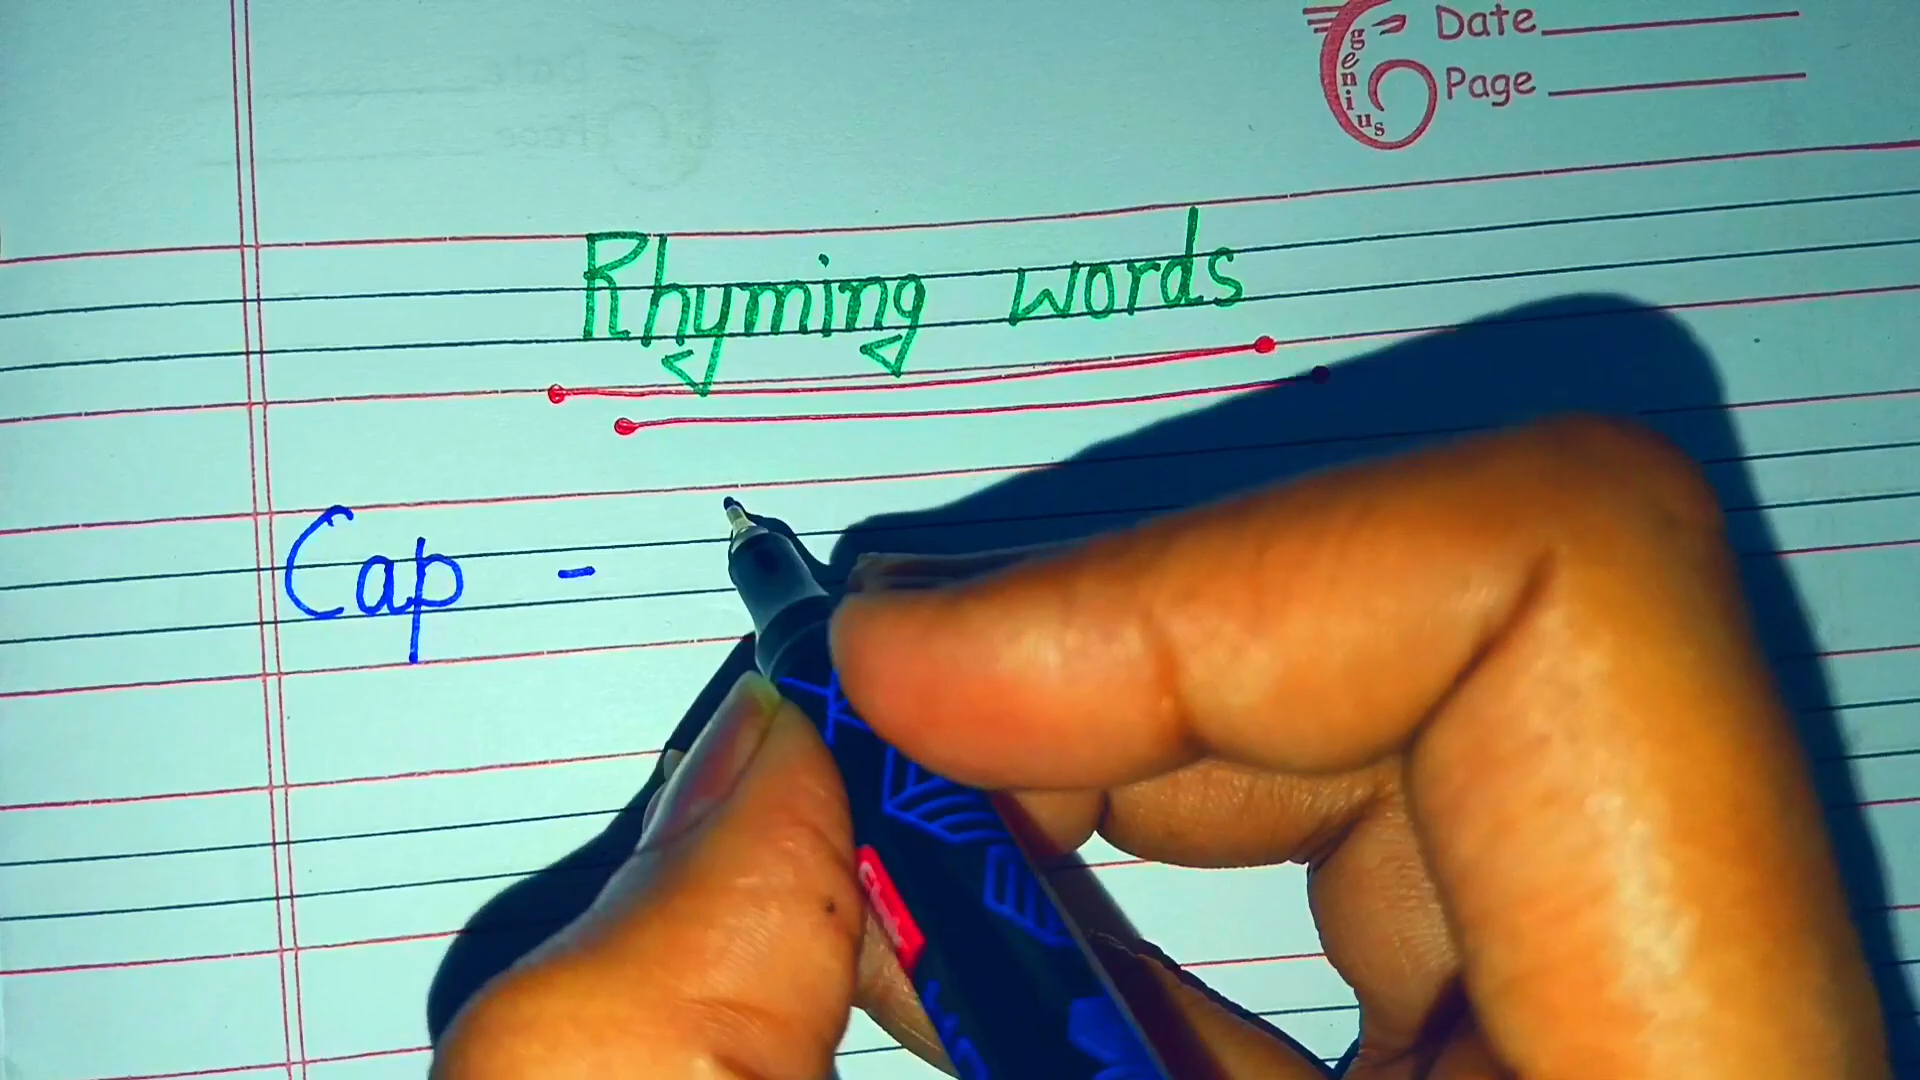 genius
Date
Page
Rhyming words
Cap -